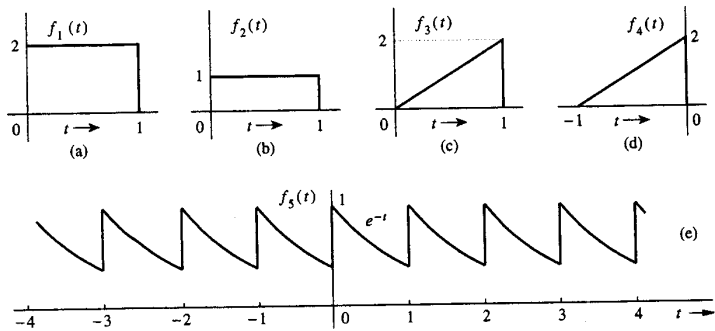 f₁(t)
2
0 t→ 1
(a)
f₂(t)
1
0 t→ 1
(b)
f₃(t)
2
0 t→ 1
(c)
f₄(t)
2
-1 t→ 0
(d)
f₅(t)
1
e⁻ᵗ
(e)
-4 -3 -2 -1 0 1 2 3 4 t→